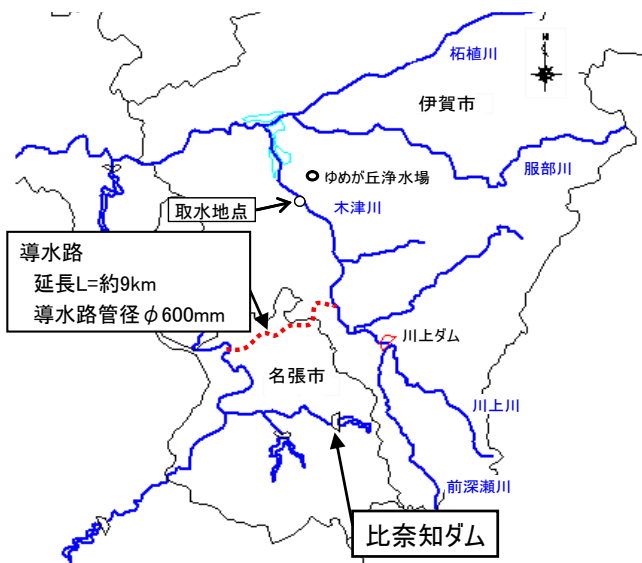 柘植川
伊賀市
服部川
ゆめが丘浄水場
取水地点
木津川
導水路
延長L=約9km
導水路管径φ600mm
川上ダム
名張市
川上川
前深瀬川
比奈知ダム